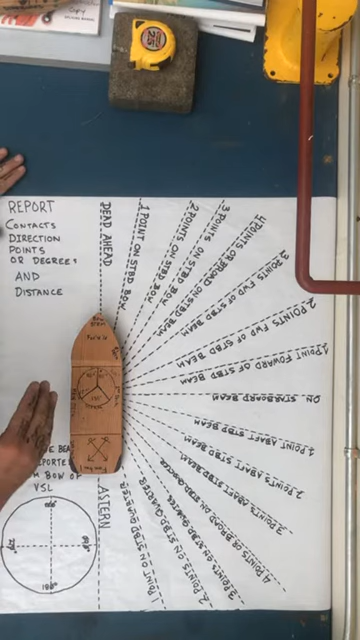 REPORT
CONTACTS
DIRECTION
POINTS
OR DEGREES
AND
DISTANCE
DEAD AHEAD
1 POINT ON STBD BOW
2 POINTS ON STBD BOW
3 POINTS ON STBD BOW
4 POINTS OR BROAD ON STBD BOW
3 POINTS FWD OF STBD BEAM
2 POINTS FWD OF STBD BEAM
1 POINT FOWARD OF STBD BEAM
ON STARBOARD BEAM
1 POINT ABAFT STBD BEAM
2 POINTS ABAFT STBD BEAM
3 POINTS ABAFT STBD BEAM
4 POINTS OR BROAD ON STBD QUARTER
3 POINTS ON STBD QUARTER
2 POINTS ON STBD QUARTER
1 POINT ON STBD QUARTER
ASTERN
BOW OF
VSL
180°